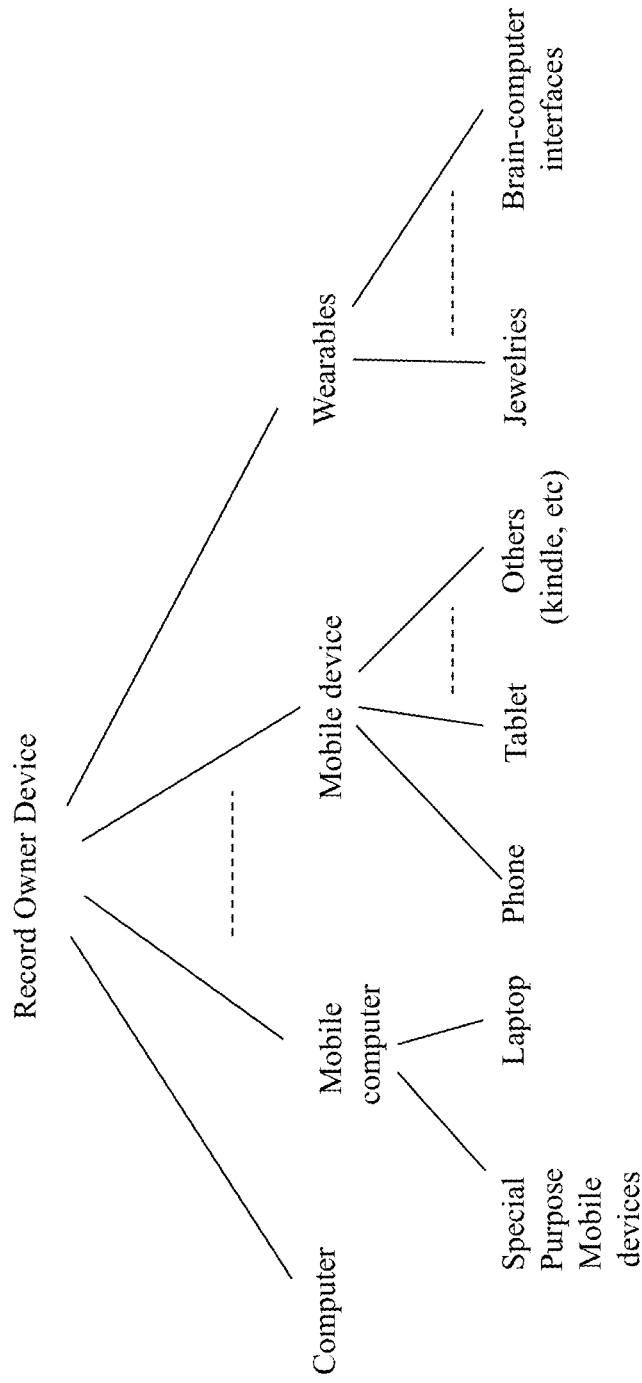 Record Owner Device
Computer
Mobile
computer
Mobile device
Wearables
Special
Purpose
Mobile
devices
Laptop
Phone
Tablet
Others
(kindle, etc)
Jewelries
Brain-computer
interfaces